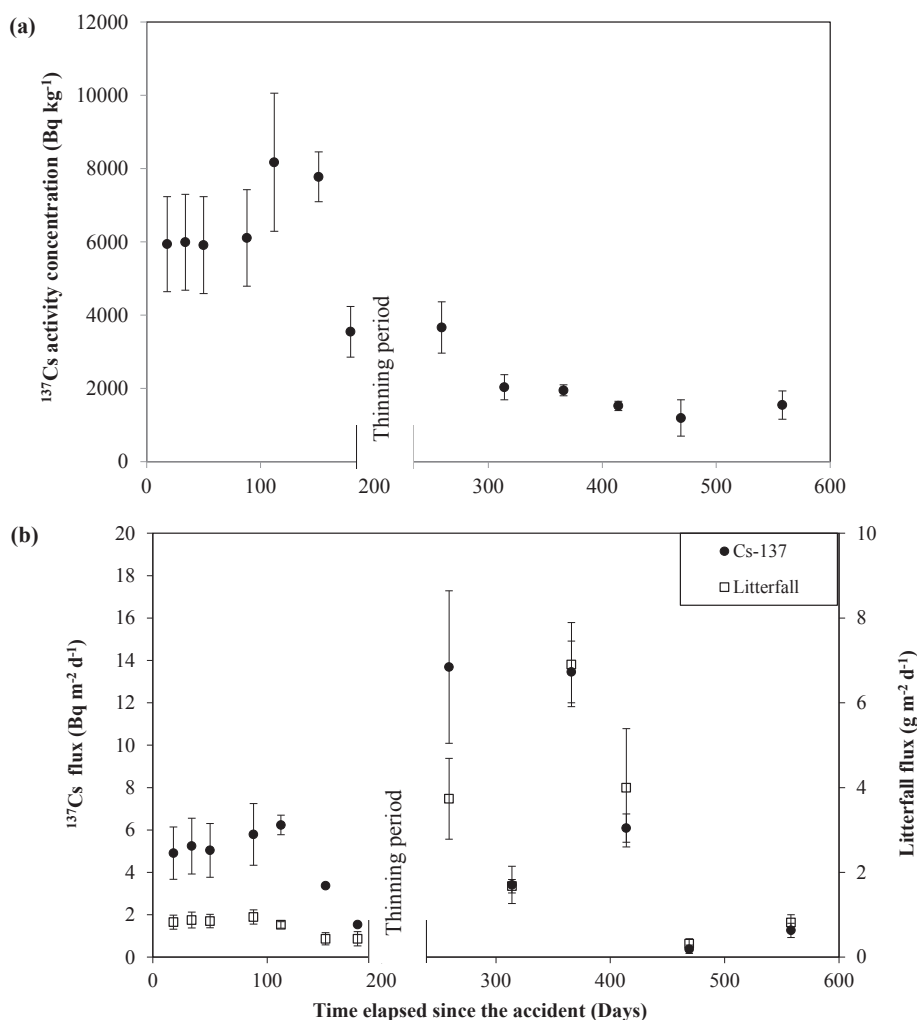 (a)
¹³⁷Cs activity concentration (Bq kg⁻¹)
12000
10000
8000
6000
4000
2000
0
Thinning period
0 100 200 300 400 500 600
(b)
¹³⁷Cs flux (Bq m⁻² d⁻¹)
20
18
16
14
12
10
8
6
4
2
0
Thinning period
Cs-137
Litterfall
10
8
6
4
2
0
Litterfall flux (g m⁻² d⁻¹)
0 100 200 300 400 500 600
Time elapsed since the accident (Days)